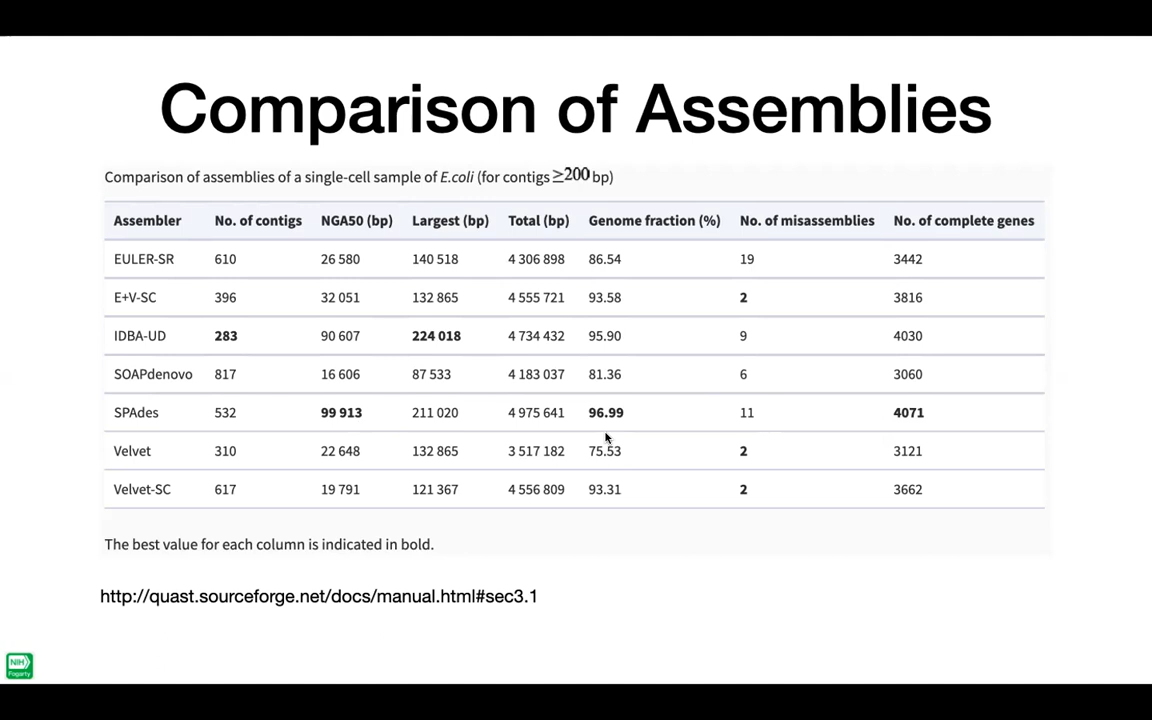 Comparison of Assemblies
Comparison of assemblies of a single-cell sample of E.coli (for contigs ≥200 bp)
Assembler No. of contigs NGA50 (bp) Largest (bp) Total (bp) Genome fraction (%) No. of misassemblies No. of complete genes
EULER-SR 610 26 580 140 518 4 306 898 86.54 19 3442
E+V-SC 396 32 051 132 865 4 555 721 93.58 2 3816
IDBA-UD 283 90 607 224 018 4 734 432 95.90 9 4030
SOAPdenovo 817 16 606 87 533 4 183 037 81.36 6 3060
SPAdes 532 99 913 211 020 4 975 641 96.99 11 4071
Velvet 310 22 648 132 865 3 517 182 75.53 2 3121
Velvet-SC 617 19 791 121 367 4 556 809 93.31 2 3662
The best value for each column is indicated in bold.
http://quast.sourceforge.net/docs/manual.html#sec3.1
NIH
Fogarty